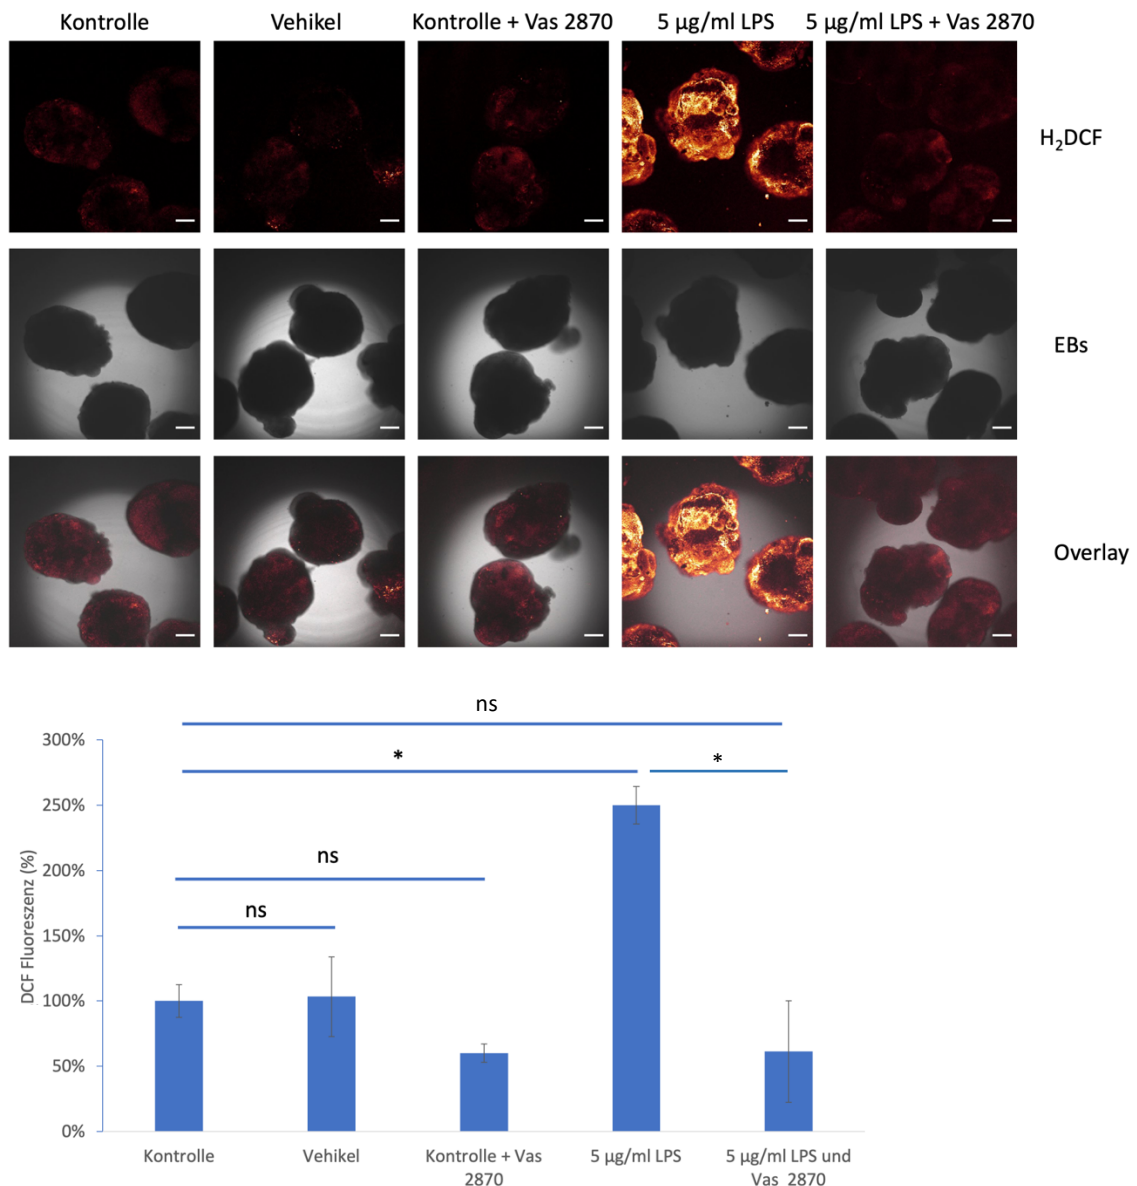 Kontrolle
Vehikel
Kontrolle + Vas 2870
5 µg/ml LPS
5 µg/ml LPS + Vas 2870
H₂DCF
EBs
Overlay
ns
*
*
ns
ns
DCF Fluoreszenz (%)
300%
250%
200%
150%
100%
50%
0%
Kontrolle
Vehikel
Kontrolle + Vas
2870
5 µg/ml LPS
5 µg/ml LPS und
Vas 2870